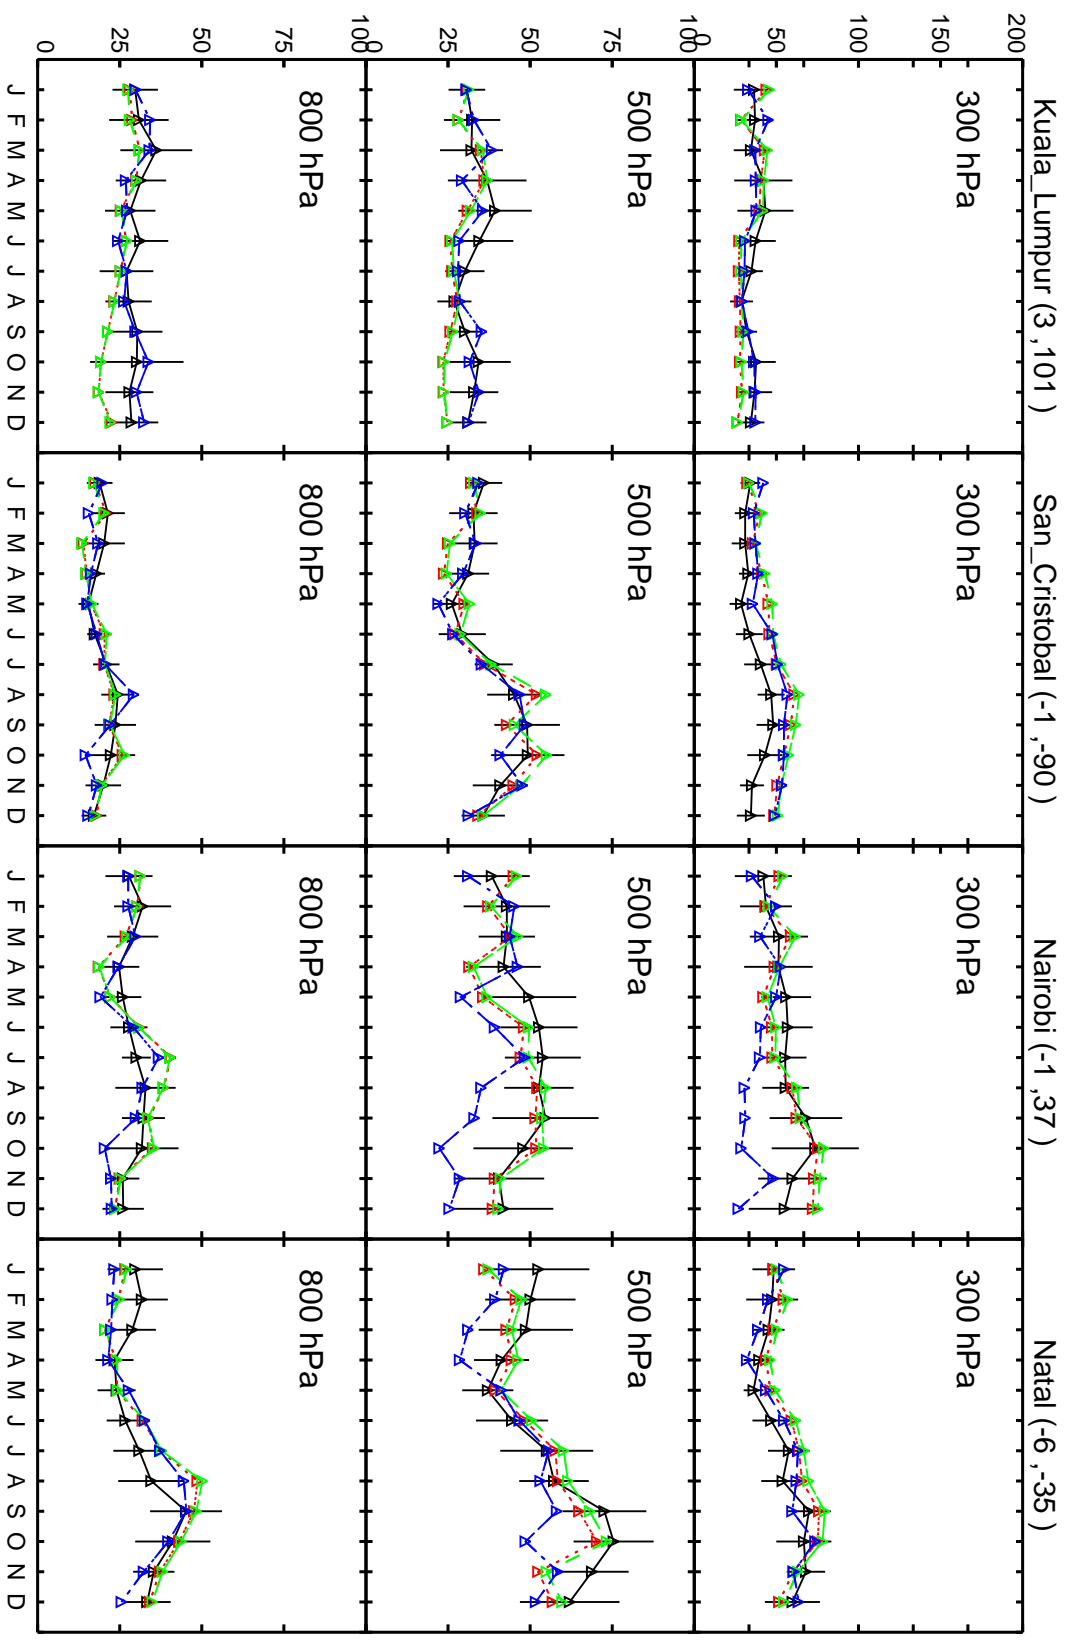 Kuala_Lumpur (3 ,101 )
San_Cristobal (-1 ,-90 )
Nairobi (-1 ,37 )
Natal (-6 ,-35 )
200
150
100
50
0
300 hPa
300 hPa
300 hPa
300 hPa
100
75
50
25
0
500 hPa
500 hPa
500 hPa
500 hPa
100
75
50
25
0
800 hPa
800 hPa
800 hPa
800 hPa
J F M A M J J A S O N D
J F M A M J J A S O N D
J F M A M J J A S O N D
J F M A M J J A S O N D